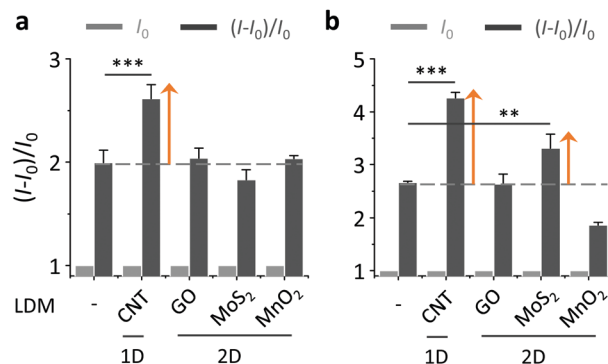 a
I₀ (I-I₀)/I₀
3
***
2
1
(I-I₀)/I₀
LDM - CNT GO MoS₂ MnO₂
1D 2D
b
I₀ (I-I₀)/I₀
5
***
4
**
3
2
1
- CNT GO MoS₂ MnO₂
1D 2D